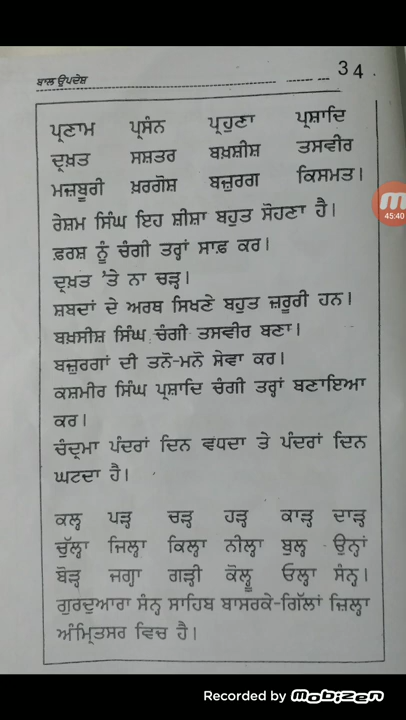 ਬਾਲ ਉਪਦੇਸ਼ 34
ਪ੍ਰਣਾਮ ਪ੍ਰਸੰਨ ਪ੍ਰਹੁਣਾ ਪ੍ਰਸ਼ਾਦਿ
ਦ੍ਰਖ਼ਤ ਸਸ਼ਤਰ ਬਖ਼ਸ਼ੀਸ਼ ਤਸਵੀਰ
ਮਜ਼ਬੂਰੀ ਖ਼ਰਗੋਸ਼ ਬਜ਼ੁਰਗ ਕਿਸਮਤ।
ਰੇਸ਼ਮ ਸਿੰਘ ਇਹ ਸ਼ੀਸ਼ਾ ਬਹੁਤ ਸੋਹਣਾ ਹੈ।
ਫ਼ਰਸ਼ ਨੂੰ ਚੰਗੀ ਤਰ੍ਹਾਂ ਸਾਫ਼ ਕਰ।
ਦ੍ਰਖ਼ਤ ’ਤੇ ਨਾ ਚੜ੍ਹ।
ਸ਼ਬਦਾਂ ਦੇ ਅਰਥ ਸਿਖਣੇ ਬਹੁਤ ਜ਼ਰੂਰੀ ਹਨ।
ਬਖ਼ਸੀਸ਼ ਸਿੰਘ ਚੰਗੀ ਤਸਵੀਰ ਬਣਾ।
ਬਜ਼ੁਰਗਾਂ ਦੀ ਤਨੋ-ਮਨੋ ਸੇਵਾ ਕਰ।
ਕਸ਼ਮੀਰ ਸਿੰਘ ਪ੍ਰਸ਼ਾਦਿ ਚੰਗੀ ਤਰ੍ਹਾਂ ਬਣਾਇਆ
ਕਰ।
ਚੰਦ੍ਰਮਾ ਪੰਦਰਾਂ ਦਿਨ ਵਧਦਾ ਤੇ ਪੰਦਰਾਂ ਦਿਨ
ਘਟਦਾ ਹੈ।
ਕਲ੍ਹ ਪੜ੍ਹ ਚੜ੍ਹ ਹੜ੍ਹ ਕਾੜ੍ਹ ਦਾੜ੍ਹ
ਚੁੱਲ੍ਹਾ ਜਿਲ੍ਹਾ ਕਿਲ੍ਹਾ ਨੀਲ੍ਹਾ ਬੁਲ੍ਹ ਉਨ੍ਹਾਂ
ਬੋੜ੍ਹ ਜਗ੍ਹਾ ਗੜ੍ਹੀ ਕੋਲ੍ਹੂ ਓਲ੍ਹਾ ਸੰਨ੍ਹ।
ਗੁਰਦੁਆਰਾ ਸੰਨ੍ਹ ਸਾਹਿਬ ਬਾਸਰਕੇ-ਗਿੱਲਾਂ ਜ਼ਿਲ੍ਹਾ
ਅੰਮ੍ਰਿਤਸਰ ਵਿਚ ਹੈ।
45:40
Recorded by Mobizen